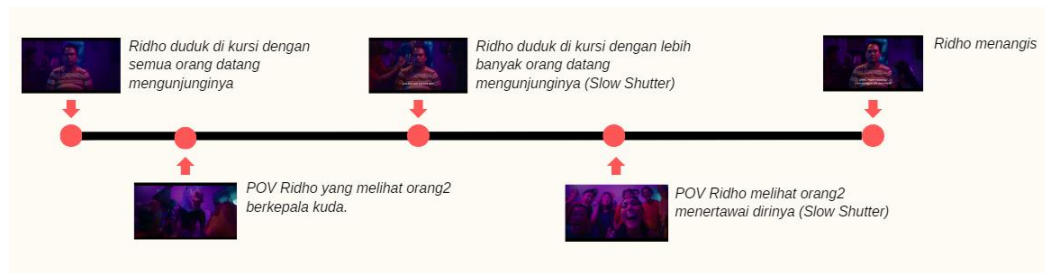 Ridho duduk di kursi dengan
semua orang datang
mengunjunginya
Ridho duduk di kursi dengan lebih
banyak orang datang
mengunjunginya (Slow Shutter)
Ridho menangis
POV Ridho yang melihat orang2
berkepala kuda.
POV Ridho melihat orang2
menertawai dirinya (Slow Shutter)